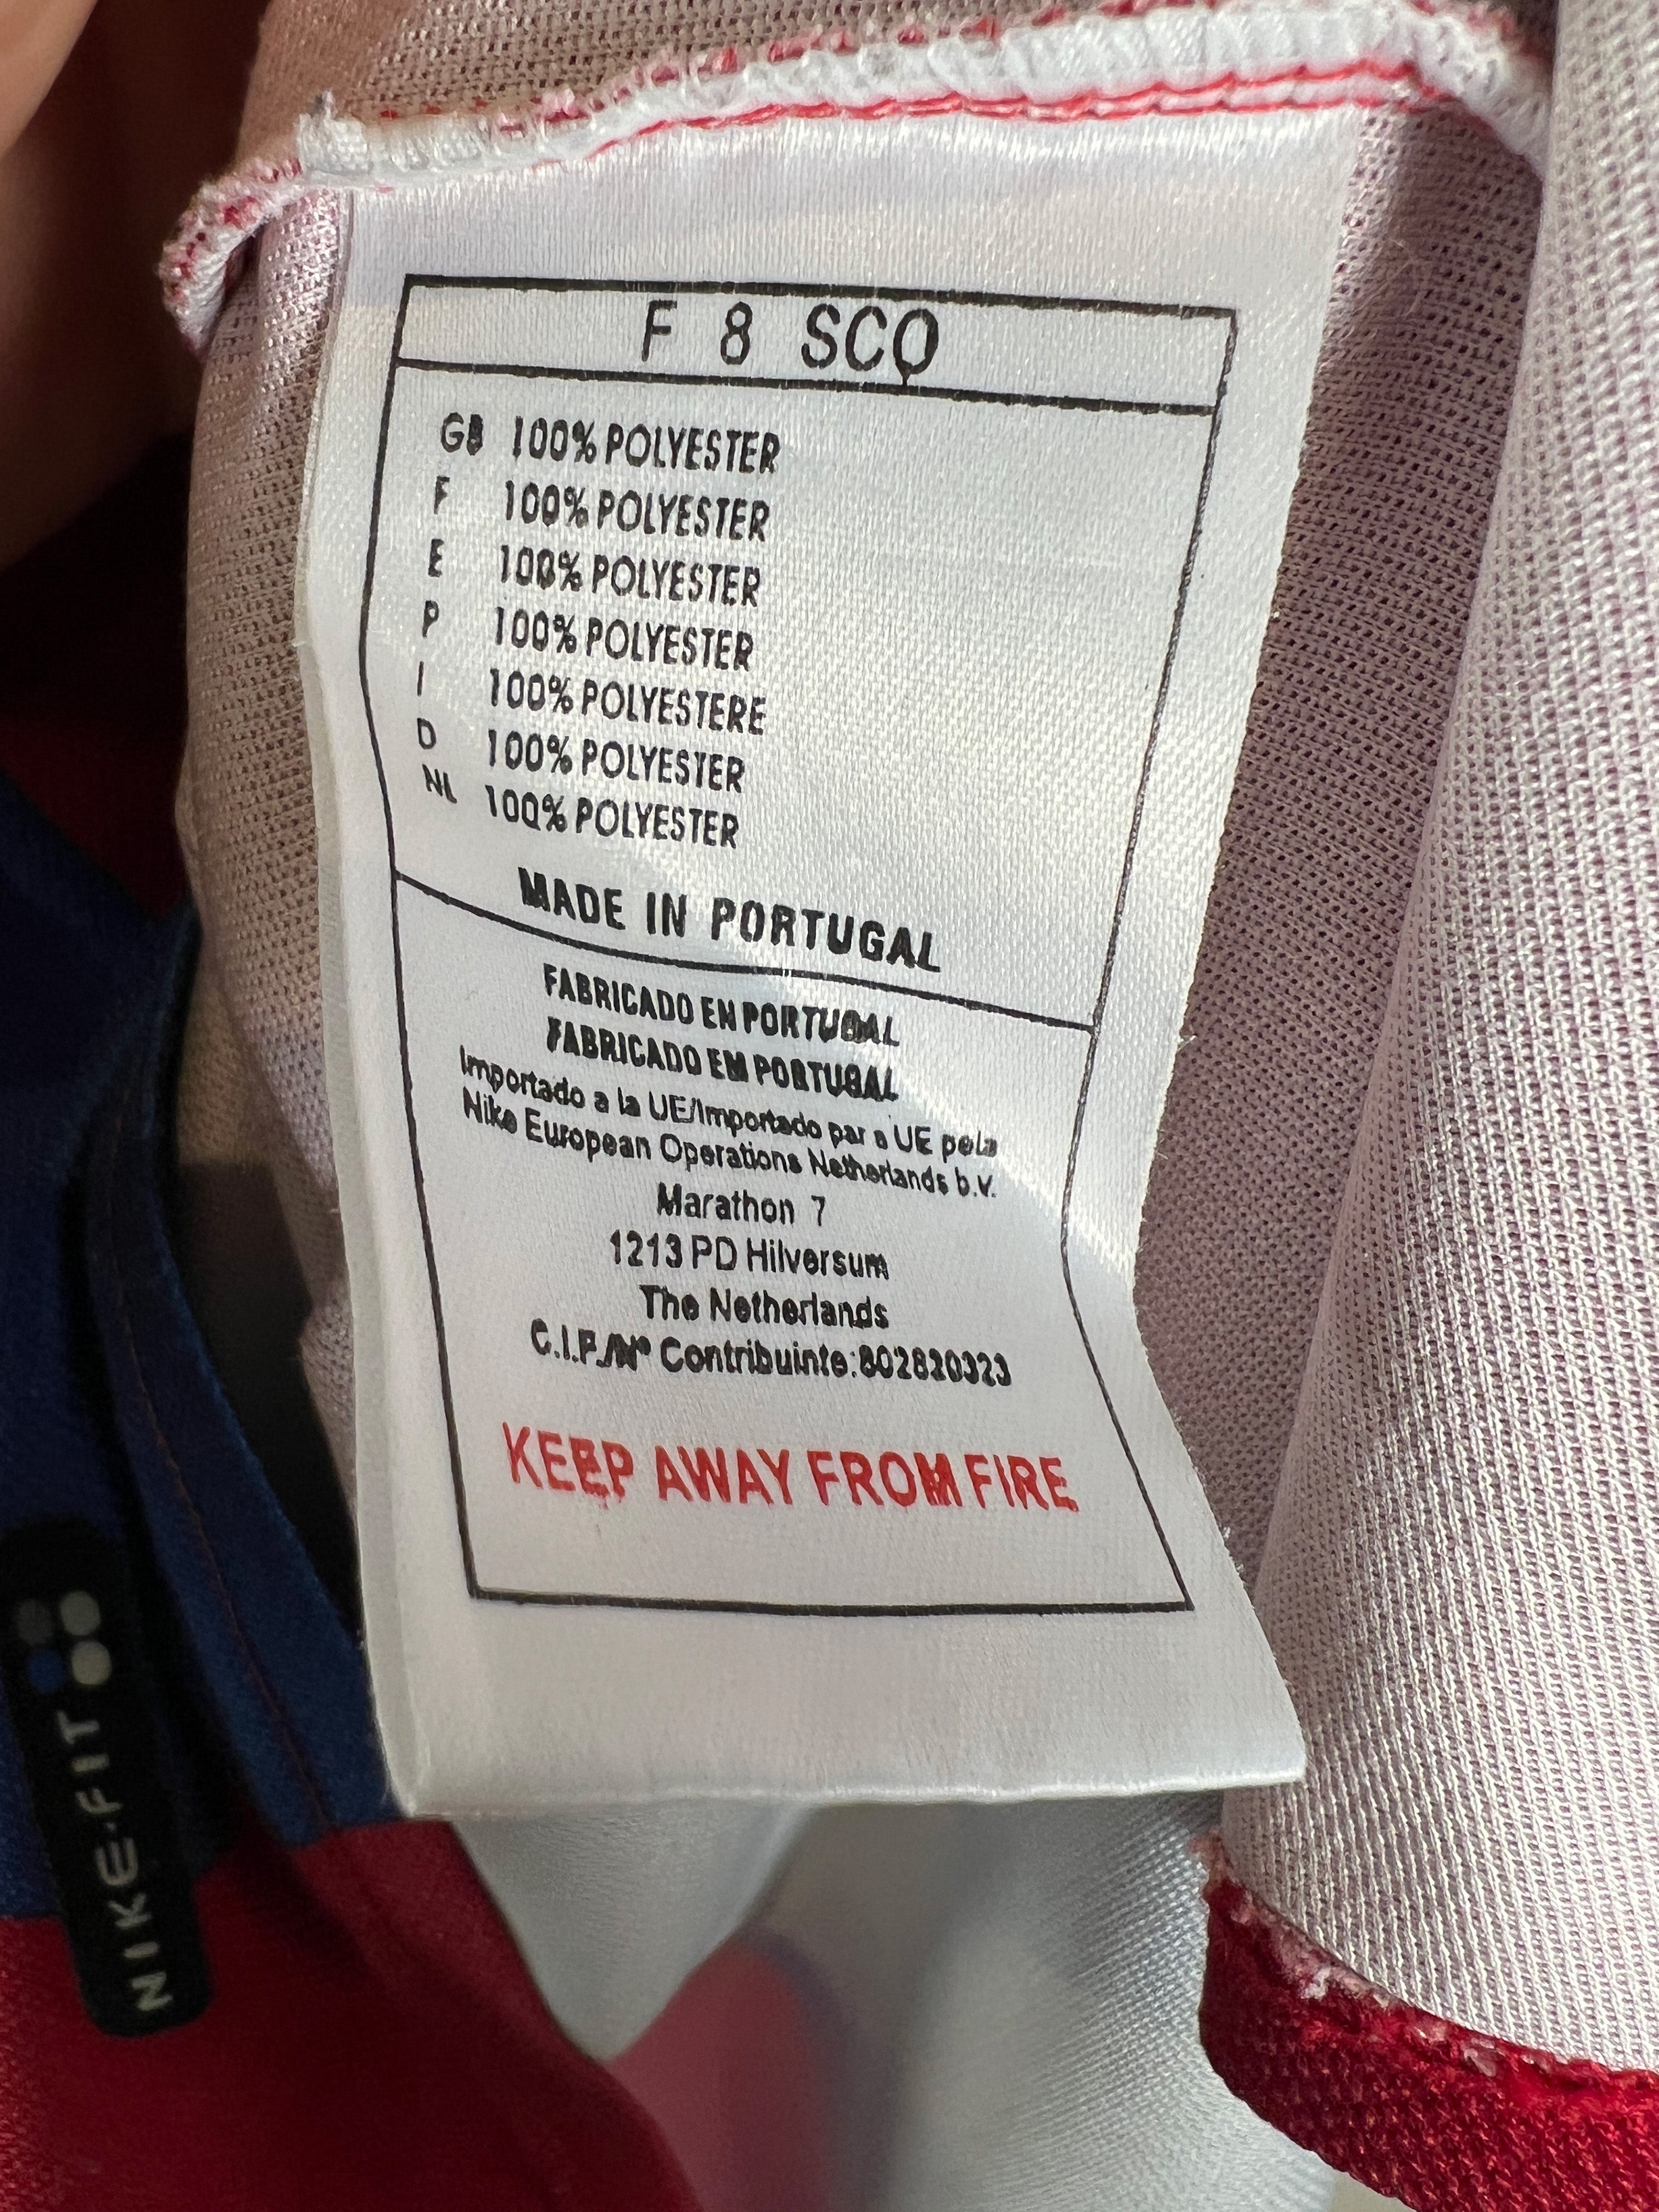 F 8 SCQ
GB 100% POLYESTER
F 100% POLYESTER
E 100% POLYESTER
P 100% POLYESTER
I 100% POLYESTERE
D 100% POLYESTER
NL 100% POLYESTER
MADE IN PORTUGAL
FABRICADO EN PORTUGAL
FABRICADO EM PORTUGAL
Importado a la UE/Importado par a UE pela
Nike European Operations Netherlands b.V.
Marathon 7
1213 PD Hilversum
The Netherlands
C.I.F./Nº Contribuinte:802820323
KEEP AWAY FROM FIRE
NIKE-FIT